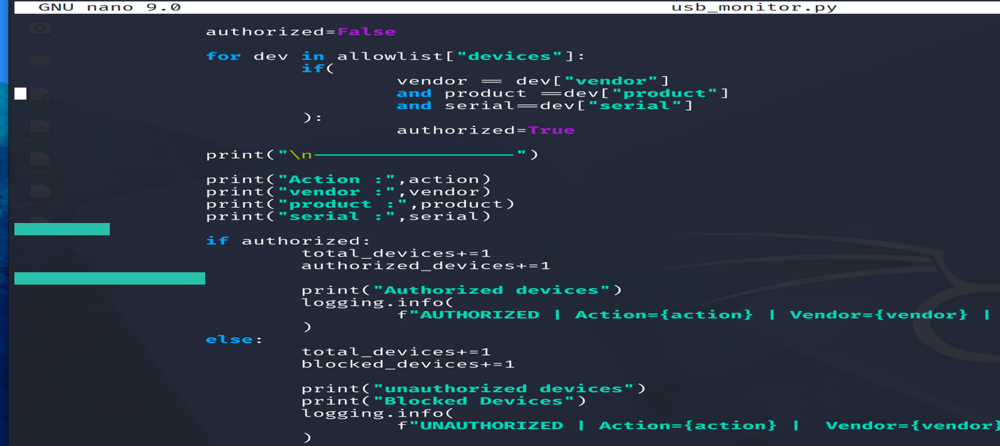 GNU nano 9.0 usb_monitor.py
authorized=False
for dev in allowlist["devices"]:
if(
vendor == dev["vendor"]
and product ==dev["product"]
and serial==dev["serial"]
):
authorized=True
print("\n--------------------------------")
print("Action :",action)
print("vendor :",vendor)
print("product :",product)
print("serial :",serial)
if authorized:
total_devices+=1
authorized_devices+=1
print("Authorized devices")
logging.info(
f"AUTHORIZED | Action={action} | Vendor={vendor} |
)
else:
total_devices+=1
blocked_devices+=1
print("unauthorized devices")
print("Blocked Devices")
logging.info(
f"UNAUTHORIZED | Action={action} | Vendor={vendor}
)